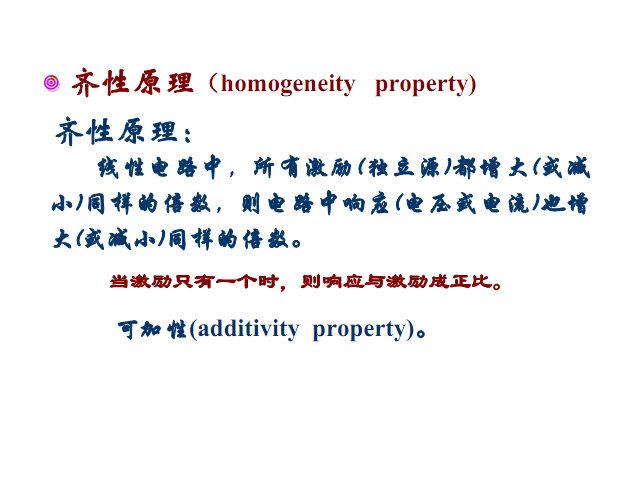 齐性原理（homogeneity property)
齐性原理：
线性电路中，所有激励(独立源)都增大(或减
小)同样的倍数，则电路中响应(电压或电流)也增
大(或减小)同样的倍数。
当激励只有一个时，则响应与激励成正比。
可加性(additivity property)。